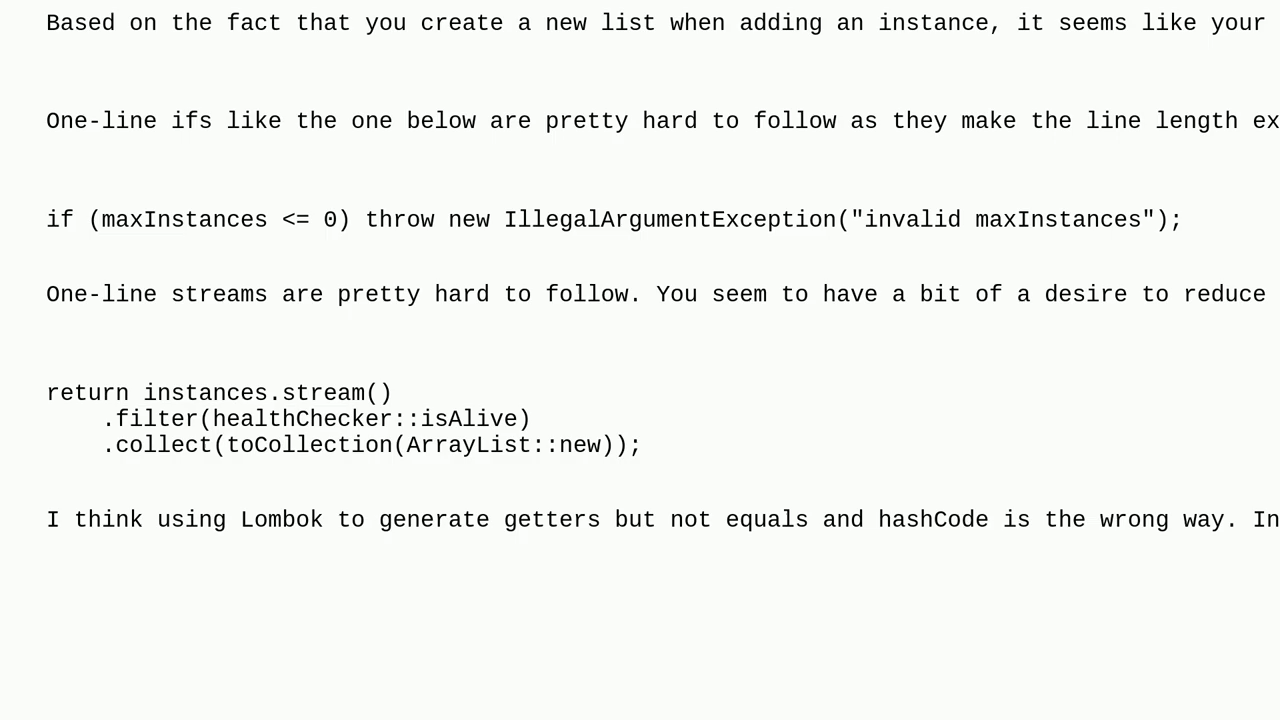 Based on the fact that you create a new list when adding an instance, it seems like your
One-line ifs like the one below are pretty hard to follow as they make the line length ex
if (maxInstances <= 0) throw new IllegalArgumentException("invalid maxInstances");
One-line streams are pretty hard to follow. You seem to have a bit of a desire to reduce
return instances.stream()
    .filter(healthChecker::isAlive)
    .collect(toCollection(ArrayList::new));
I think using Lombok to generate getters but not equals and hashCode is the wrong way. In